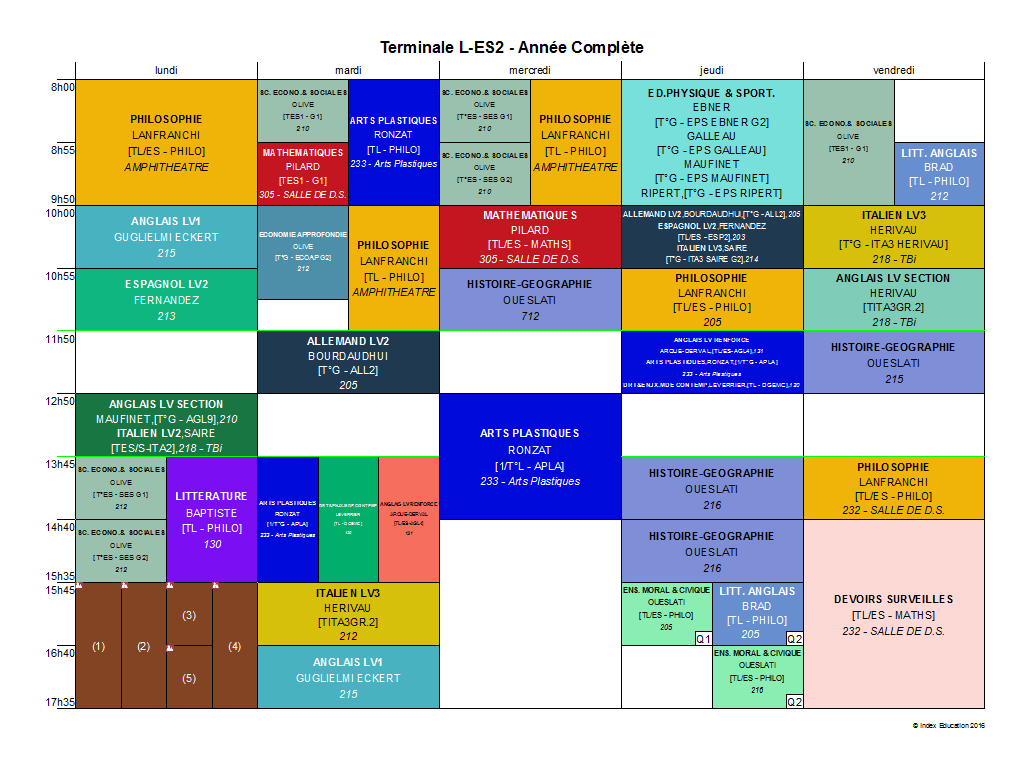 Terminale L-ES2 - Année Complète
lundi
mardi
mercredi
jeudi
vendredi
8h00
8h55
9h50
10h00
10h55
11h50
12h50
13h45
14h40
15h35
15h45
16h40
17h35
PHILOSOPHIE
LANFRANCHI
[TL/ES - PHILO]
AMPHITHEATRE
ANGLAIS LV1
GUGLIELMI ECKERT
215
ESPAGNOL LV2
FERNANDEZ
213
ANGLAIS LV SECTION
MAUFINET,[T°G - AGL9],210
ITALIEN LV2,SAIRE
[TES/S-ITA2],218 - TBi
SC. ECONO.& SOCIALES
OLIVE
[T°ES - SES G1]
212
SC. ECONO.& SOCIALES
OLIVE
[T°ES - SES G2]
212
LITTERATURE
BAPTISTE
[TL - PHILO]
130
(1)
(2)
(3)
(4)
(5)
SC. ECONO.& SOCIALES
OLIVE
[TES1 - G1]
210
MATHEMATIQUES
PILARD
[TES1 - G1]
305 - SALLE DE D.S.
ARTS PLASTIQUES
RONZAT
[TL - PHILO]
233 - Arts Plastiques
ECONOMIE APPROFONDIE
OLIVE
[T°G - ECOAP G2]
212
PHILOSOPHIE
LANFRANCHI
[TL - PHILO]
AMPHITHEATRE
ALLEMAND LV2
BOURDAUDHUI
[T°G - ALL2]
205
ARTS PLASTIQUES
RONZAT
[1/T°L - APLA]
233 - Arts Plastiques
LEVERRIER
ANGLAIS LV RENFORCE
131
ITALIEN LV3
HERIVAU
[TITA3GR.2]
212
ANGLAIS LV1
GUGLIELMI ECKERT
215
SC. ECONO.& SOCIALES
OLIVE
[T°ES - SES G1]
210
SC. ECONO.& SOCIALES
OLIVE
[T°ES - SES G2]
210
PHILOSOPHIE
LANFRANCHI
[TL/ES - PHILO]
AMPHITHEATRE
MATHEMATIQUES
PILARD
[TL/ES - MATHS]
305 - SALLE DE D.S.
HISTOIRE-GEOGRAPHIE
OUESLATI
712
ARTS PLASTIQUES
RONZAT
[1/T°L - APLA]
233 - Arts Plastiques
ED.PHYSIQUE & SPORT.
EBNER
[T°G - EPS EBNER G2]
GALLEAU
[T°G - EPS GALLEAU]
MAUFINET
[T°G - EPS MAUFINET]
RIPERT,[T°G - EPS RIPERT]
ALLEMAND LV2,BOURDAUDHUI,[T°G - ALL2],205
ESPAGNOL LV2,FERNANDEZ
[TL/ES - ESP2],203
ITALIEN LV3,SAIRE
[T°G - ITA3 SAIRE G2],214
PHILOSOPHIE
LANFRANCHI
[TL/ES - PHILO]
205
ANGLAIS LV RENFORCE
ARQUE-DERVAL,[TL/ES-AGL4],131
ARTS PLASTIQUES,RONZAT,[1/T°G - APLA]
233 - Arts Plastiques
DRT&ENJX.MDE CONTEMP,LEVERRIER,[TL - DGEMC],130
HISTOIRE-GEOGRAPHIE
OUESLATI
216
HISTOIRE-GEOGRAPHIE
OUESLATI
216
ENS. MORAL & CIVIQUE
OUESLATI
[TL/ES - PHILO]
205
Q1
LITT. ANGLAIS
BRAD
[TL - PHILO]
205
Q2
ENS. MORAL & CIVIQUE
OUESLATI
[TL/ES - PHILO]
216
Q2
SC. ECONO.& SOCIALES
OLIVE
[TES1 - G1]
210
LITT. ANGLAIS
BRAD
[TL - PHILO]
212
ITALIEN LV3
HERIVAU
[T°G - ITA3 HERIVAU]
218 - TBi
ANGLAIS LV SECTION
HERIVAU
[TITA3GR.2]
218 - TBi
HISTOIRE-GEOGRAPHIE
OUESLATI
215
PHILOSOPHIE
LANFRANCHI
[TL/ES - PHILO]
232 - SALLE DE D.S.
DEVOIRS SURVEILLES
[TL/ES - MATHS]
232 - SALLE DE D.S.
© Index Education 2016